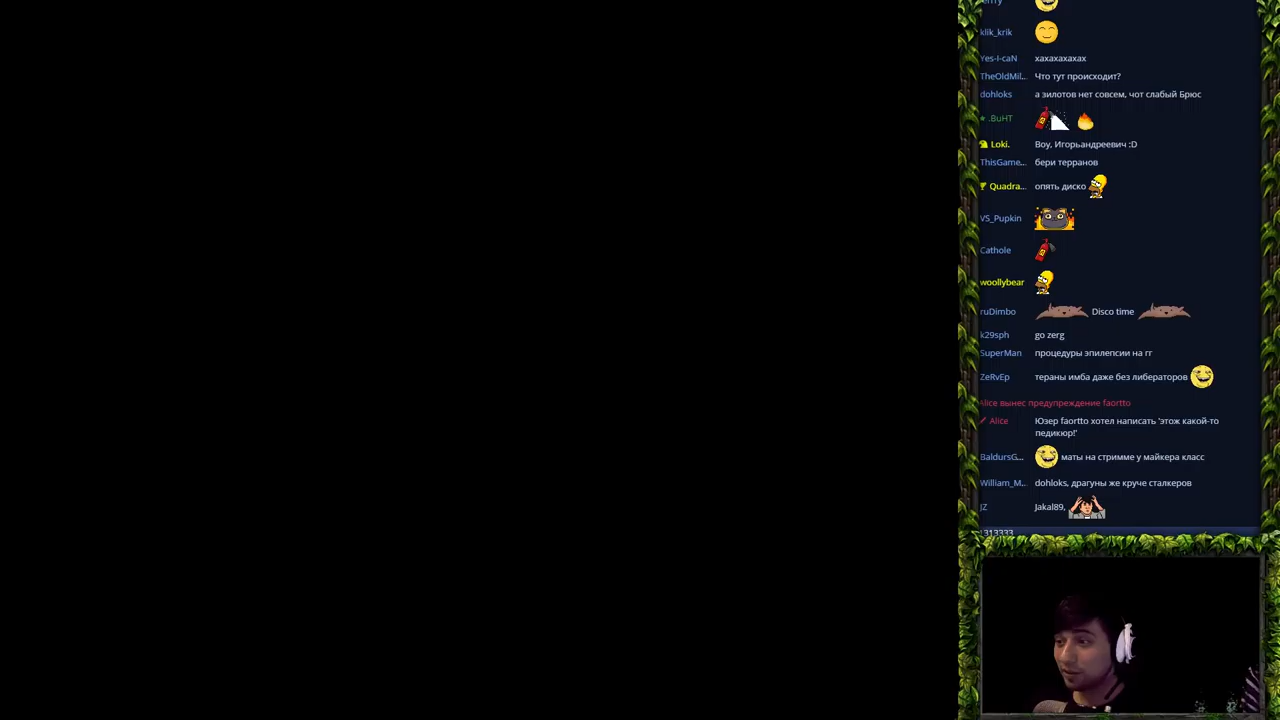 klik_krik
Yes-I-caN хахахахахах
TheOldMil... Что тут происходит?
dohloks а зилотов нет совсем, чот слабый Брюс
.BuHT
Loki. Воу, Игорьандреевич :D
ThisGame... бери терранов
Quadra... опять диско
VS_Pupkin
Cathole
woollybear
ruDimbo Disco time
k29sph go zerg
SuperMan процедуры эпилепсии на гг
ZeRvEp тераны имба даже без либераторов
Alice вынес предупреждение faortto
Alice Юзер faortto хотел написать 'этож какой-то
педикюр!'
BaldursG... маты на стримме у майкера класс
William_M... dohloks, драгуны же круче сталкеров
JZ Jakal89,